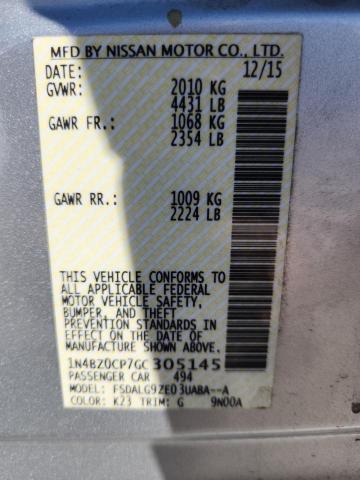 MFD BY NISSAN MOTOR CO., LTD.
DATE: 12/15
GVWR: 2010 KG
4431 LB
GAWR FR.: 1068 KG
2354 LB
GAWR RR.: 1009 KG
2224 LB
THIS VEHICLE CONFORMS TO
ALL APPLICABLE FEDERAL
MOTOR VEHICLE SAFETY,
BUMPER, AND THEFT
PREVENTION STANDARDS
IN EFFECT ON THE DATE OF
MANUFACTURE SHOWN ABOVE.
1N4BZ0CP7GC305145
PASSENGER CAR 494
MODEL: FSDALG9ZE0 3UABA--A
COLOR: K23 TRIM: G 9N00A